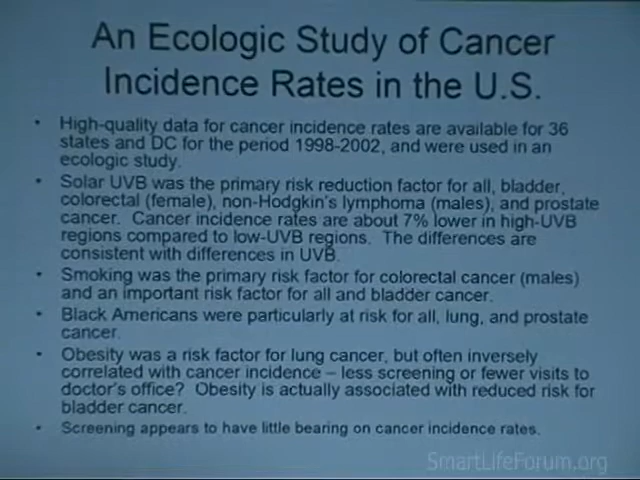 An Ecologic Study of Cancer
Incidence Rates in the U.S.
• High-quality data for cancer incidence rates are available for 36
states and DC for the period 1998-2002, and were used in an
ecologic study.
• Solar UVB was the primary risk reduction factor for all, bladder,
colorectal (female), non-Hodgkin's lymphoma (males), and prostate
cancer. Cancer incidence rates are about 7% lower in high-UVB
regions compared to low-UVB regions. The differences are
consistent with differences in UVB.
• Smoking was the primary risk factor for colorectal cancer (males)
and an important risk factor for all and bladder cancer.
• Black Americans were particularly at risk for all, lung, and prostate
cancer.
• Obesity was a risk factor for lung cancer, but often inversely
correlated with cancer incidence – less screening or fewer visits to
doctor's office? Obesity is actually associated with reduced risk for
bladder cancer.
• Screening appears to have little bearing on cancer incidence rates.
SmartLifeForum.org